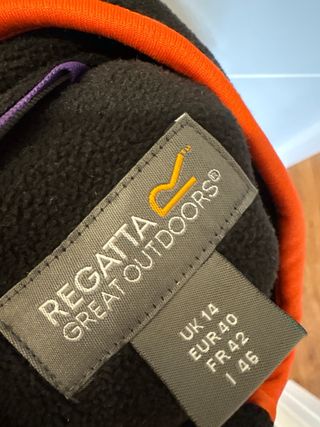 REGATTA
GREAT OUTDOORS®
UK 14
EUR 40
FR 42
I 46